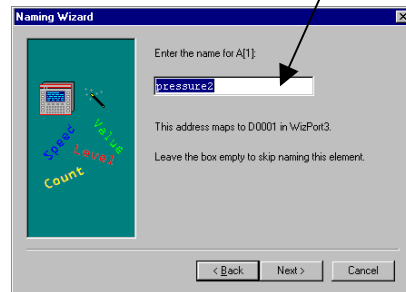 Naming Wizard
Enter the name for A[1]:
pressure2
This address maps to D0001 in WizPort3.
Leave the box empty to skip naming this element.
Speed
Value
Level
Count
< Back
Next >
Cancel